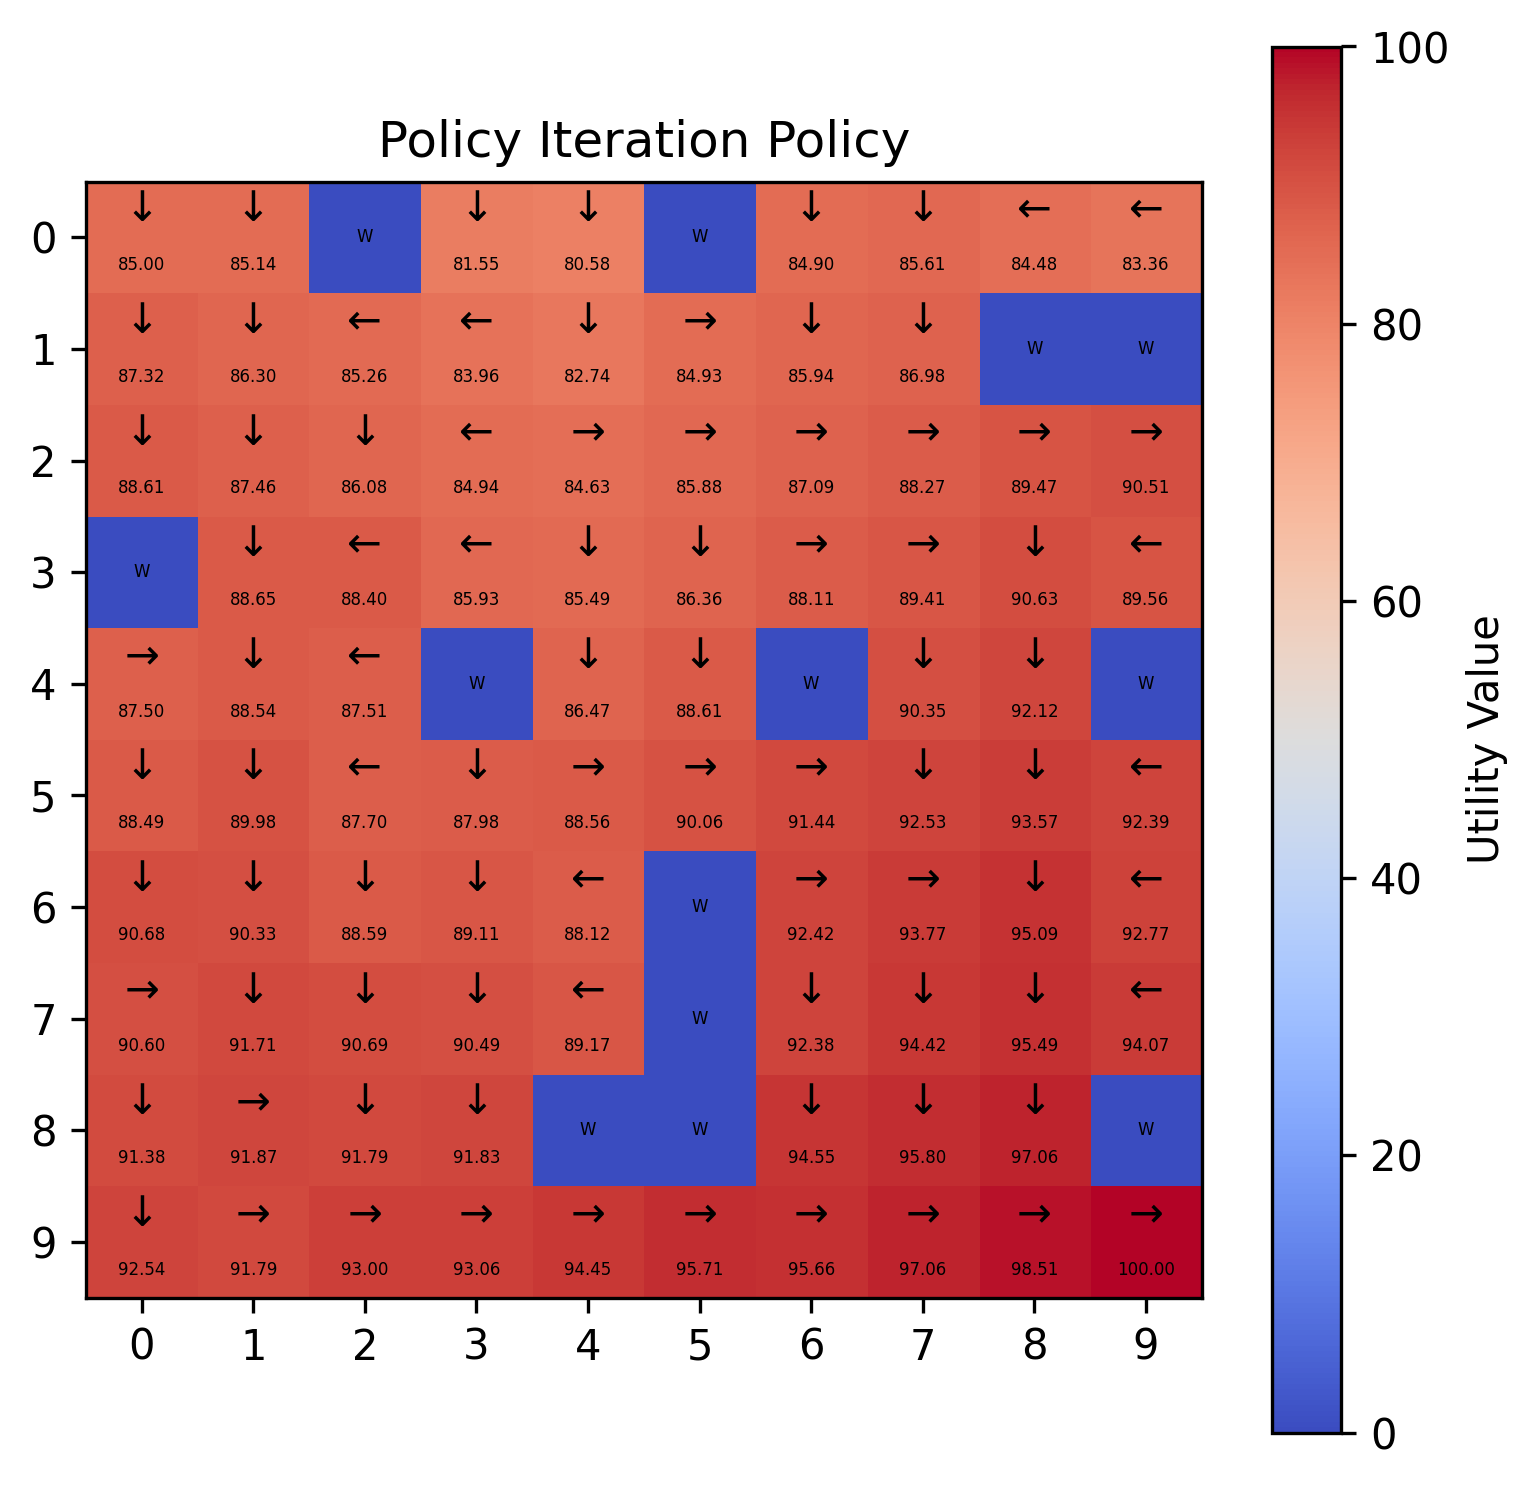 Policy Iteration Policy
0 ↓ ↓ W ↓ ↓ W ↓ ↓ ← ←
85.00 85.14 81.55 80.58 84.90 85.61 84.48 83.36
1 ↓ ↓ ← ← ↓ → ↓ ↓ W W
87.32 86.30 85.26 83.96 82.74 84.93 85.94 86.98
2 ↓ ↓ ↓ ← → → → → → →
88.61 87.46 86.08 84.94 84.63 85.88 87.09 88.27 89.47 90.51
3 W ↓ ← ← ↓ ↓ → → ↓ ←
88.65 88.40 85.93 85.49 86.36 88.11 89.41 90.63 89.56
4 → ↓ ← W ↓ ↓ W ↓ ↓ W
87.50 88.54 87.51 86.47 88.61 90.35 92.12
5 ↓ ↓ ← ↓ → → → ↓ ↓ ←
88.49 89.98 87.70 87.98 88.56 90.06 91.44 92.53 93.57 92.39
6 ↓ ↓ ↓ ↓ ← W → → ↓ ←
90.68 90.33 88.59 89.11 88.12 92.42 93.77 95.09 92.77
7 → ↓ ↓ ↓ ← W ↓ ↓ ↓ ←
90.60 91.71 90.69 90.49 89.17 92.38 94.42 95.49 94.07
8 ↓ → ↓ ↓ W W ↓ ↓ ↓ W
91.38 91.87 91.79 91.83 94.55 95.80 97.06
9 ↓ → → → → → → → → →
92.54 91.79 93.00 93.06 94.45 95.71 95.66 97.06 98.51 100.00
0 1 2 3 4 5 6 7 8 9
100
80
60
40
20
0
Utility Value